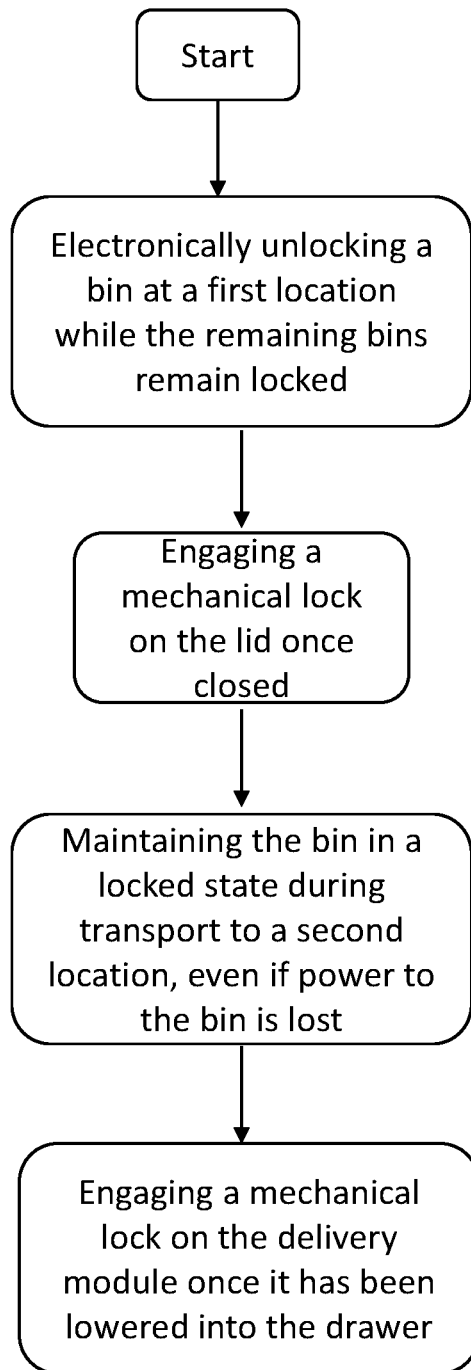 Start
Electronically unlocking a
bin at a first location
while the remaining bins
remain locked
Engaging a
mechanical lock
on the lid once
closed
Maintaining the bin in a
locked state during
transport to a second
location, even if power to
the bin is lost
Engaging a mechanical
lock on the delivery
module once it has been
lowered into the drawer